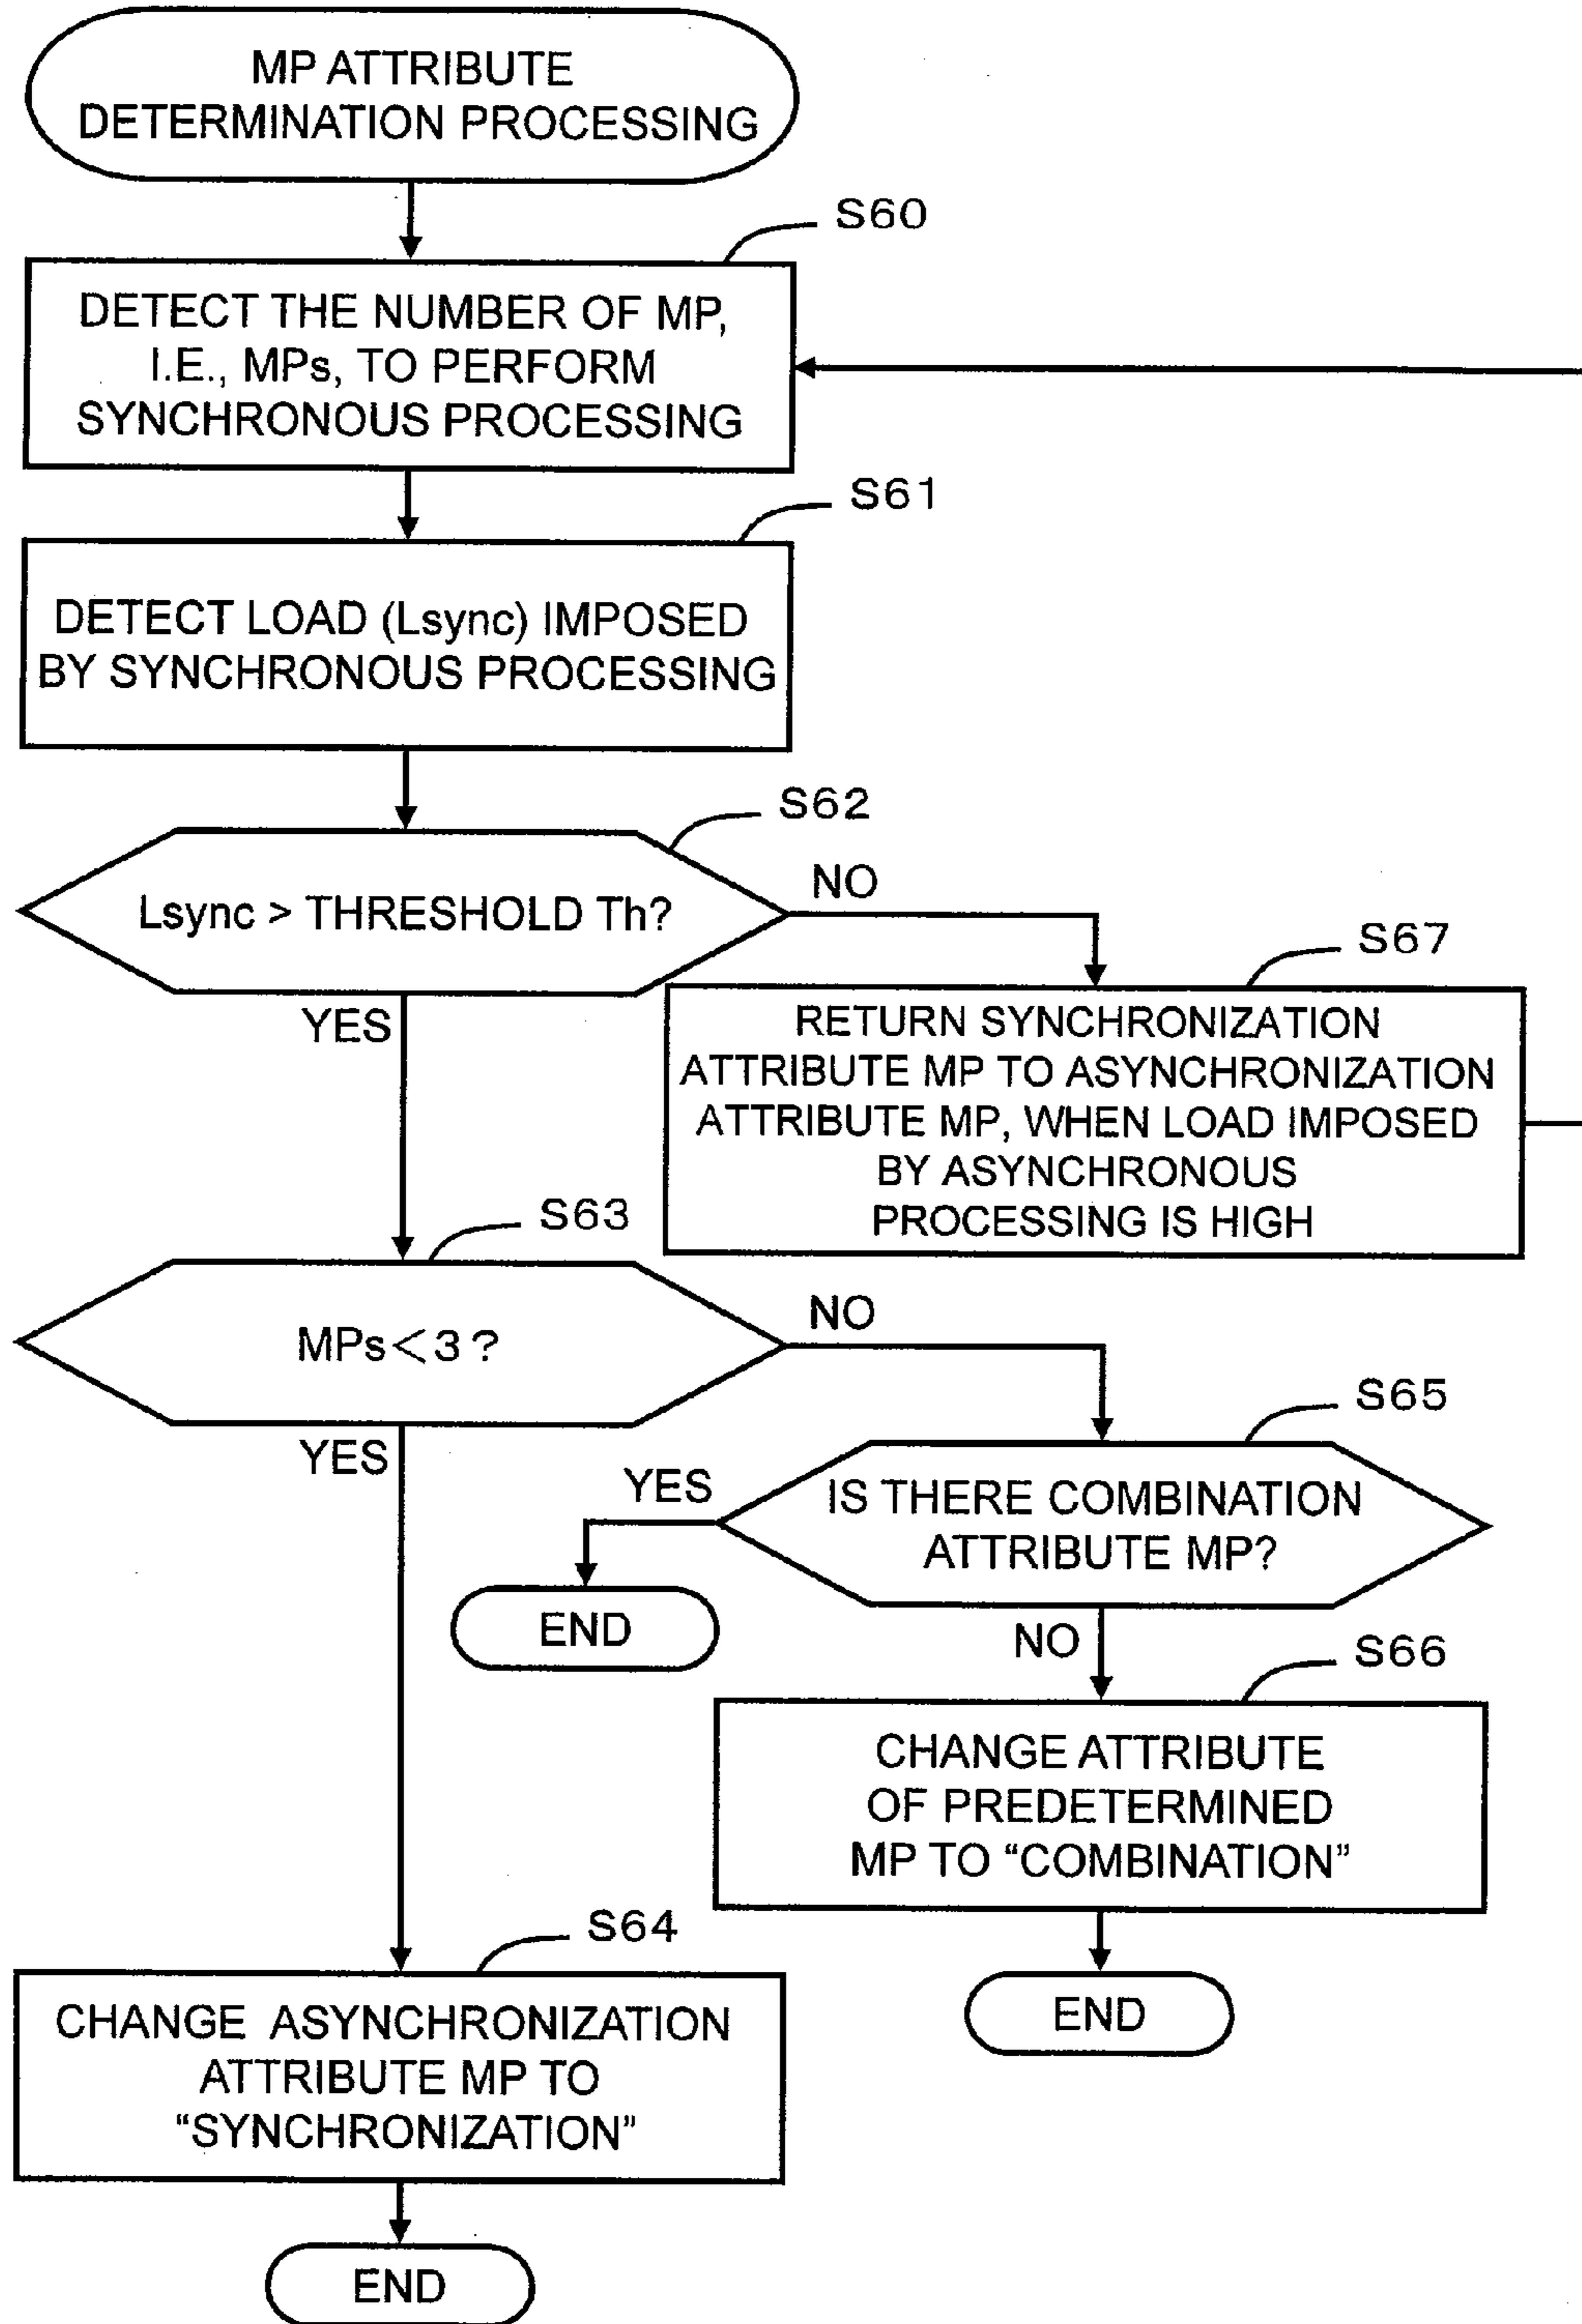 MP ATTRIBUTE
DETERMINATION PROCESSING
S60
DETECT THE NUMBER OF MP,
I.E., MPs, TO PERFORM
SYNCHRONOUS PROCESSING
S61
DETECT LOAD (Lsync) IMPOSED
BY SYNCHRONOUS PROCESSING
S62
Lsync > THRESHOLD Th?
NO
YES
S67
RETURN SYNCHRONIZATION
ATTRIBUTE MP TO ASYNCHRONIZATION
ATTRIBUTE MP, WHEN LOAD IMPOSED
BY ASYNCHRONOUS
PROCESSING IS HIGH
S63
MPs<3?
NO
YES
S65
IS THERE COMBINATION
ATTRIBUTE MP?
YES
END
NO
S66
CHANGE ATTRIBUTE
OF PREDETERMINED
MP TO “COMBINATION”
END
S64
CHANGE ASYNCHRONIZATION
ATTRIBUTE MP TO
“SYNCHRONIZATION”
END